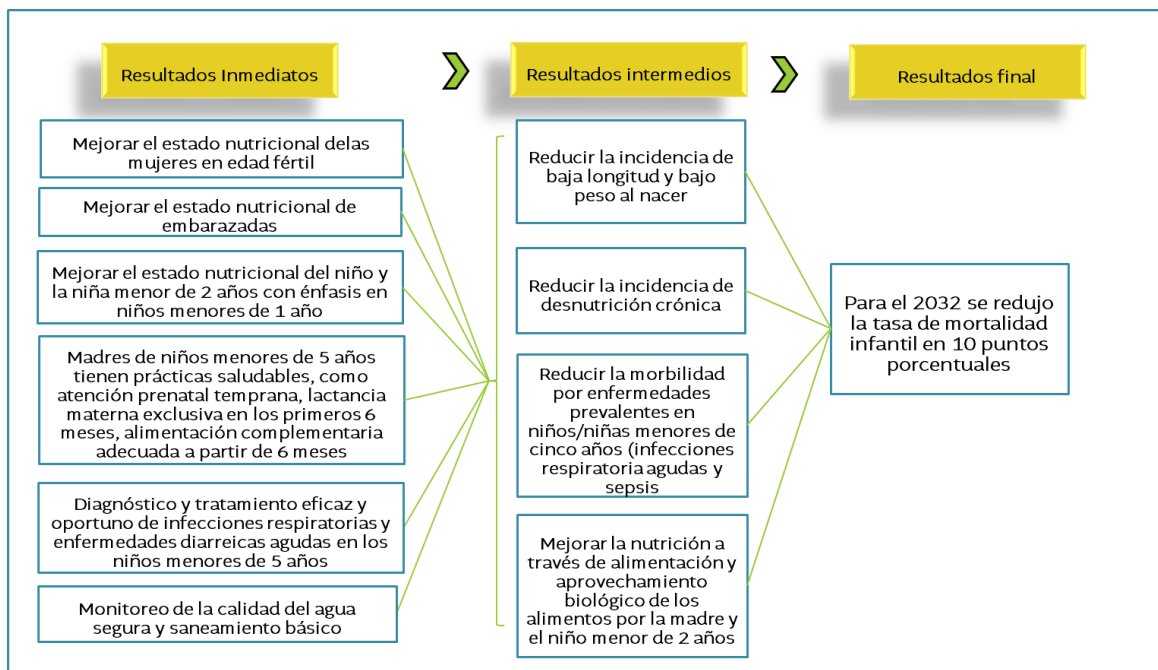 Resultados Inmediatos
Resultados intermedios
Resultados final
Mejorar el estado nutricional delas
mujeres en edad fértil
Mejorar el estado nutricional de
embarazadas
Mejorar el estado nutricional del niño y
la niña menor de 2 años con énfasis en
niños menores de 1 año
Madres de niños menores de 5 años
tienen prácticas saludables, como
atención prenatal temprana, lactancia
materna exclusiva en los primeros 6
meses, alimentación complementaria
adecuada a partir de 6 meses
Diagnóstico y tratamiento eficaz y
oportuno de infecciones respiratorias y
enfermedades diarreicas agudas en los
niños menores de 5 años
Monitoreo de la calidad del agua
segura y saneamiento básico
Reducir la incidencia de
baja longitud y bajo
peso al nacer
Reducir la incidencia de
desnutrición crónica
Reducir la morbilidad
por enfermedades
prevalentes en
niños/niñas menores de
cinco años (infecciones
respiratoria agudas y
sepsis
Mejorar la nutrición a
través de alimentación y
aprovechamiento
biológico de los
alimentos por la madre y
el niño menor de 2 años
Para el 2032 se redujo
la tasa de mortalidad
infantil en 10 puntos
porcentuales